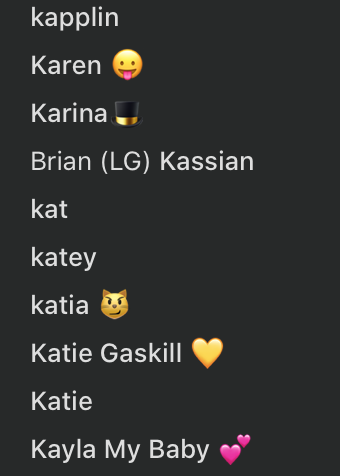 kapplin
Karen 😛
Karina🎩
Brian (LG) Kassian
kat
katey
katia 😼
Katie Gaskill 💛
Katie
Kayla My Baby 💕